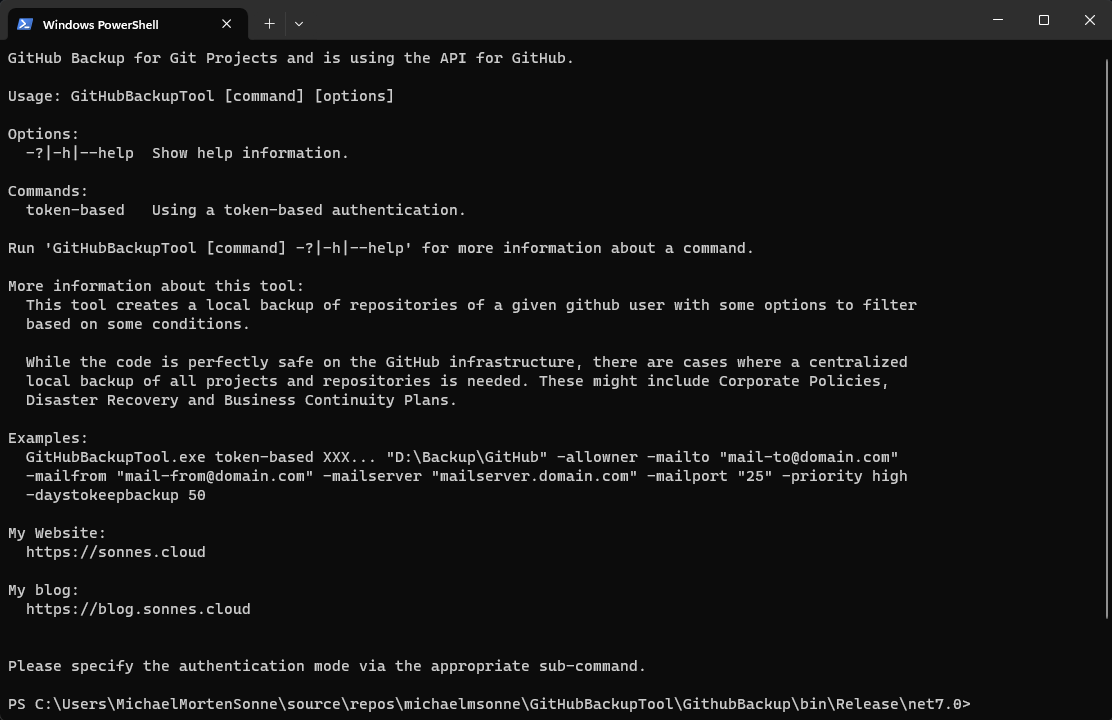 Windows PowerShell
GitHub Backup for Git Projects and is using the API for GitHub.
Usage: GitHubBackupTool [command] [options]
Options:
-?|-h|--help  Show help information.
Commands:
token-based   Using a token-based authentication.
Run 'GitHubBackupTool [command] -?|-h|--help' for more information about a command.
More information about this tool:
This tool creates a local backup of repositories of a given github user with some options to filter
based on some conditions.
While the code is perfectly safe on the GitHub infrastructure, there are cases where a centralized
local backup of all projects and repositories is needed. These might include Corporate Policies,
Disaster Recovery and Business Continuity Plans.
Examples:
GitHubBackupTool.exe token-based XXX... "D:\Backup\GitHub" -allowner -mailto "mail-to@domain.com"
-mailfrom "mail-from@domain.com" -mailserver "mailserver.domain.com" -mailport "25" -priority high
-daystokeepbackup 50
My Website:
https://sonnes.cloud
My blog:
https://blog.sonnes.cloud
Please specify the authentication mode via the appropriate sub-command.
PS C:\Users\MichaelMortenSonne\source\repos\michaelmsonne\GitHubBackupTool\GithubBackup\bin\Release\net7.0>